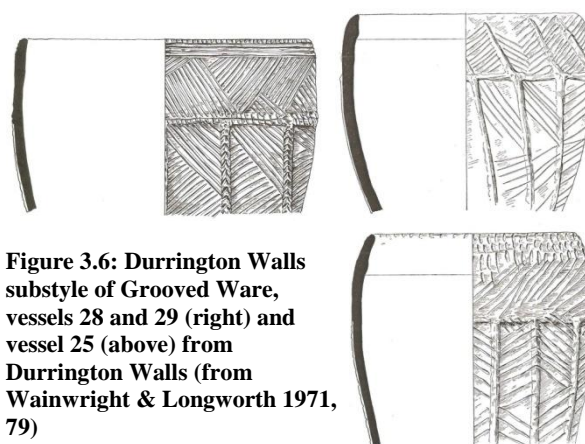 Figure 3.6: Durrington Walls
substyle of Grooved Ware,
vessels 28 and 29 (right) and
vessel 25 (above) from
Durrington Walls (from
Wainwright & Longworth 1971,
79)